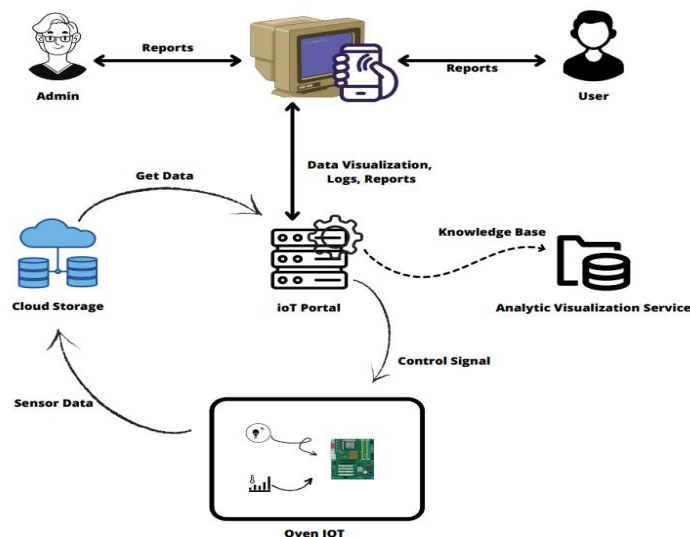 Reports
Admin
Reports
User
Data Visualization,
Logs, Reports
Get Data
Knowledge Base
Cloud Storage
ioT Portal
Analytic Visualization Service
Control Signal
Sensor Data
Oven IOT